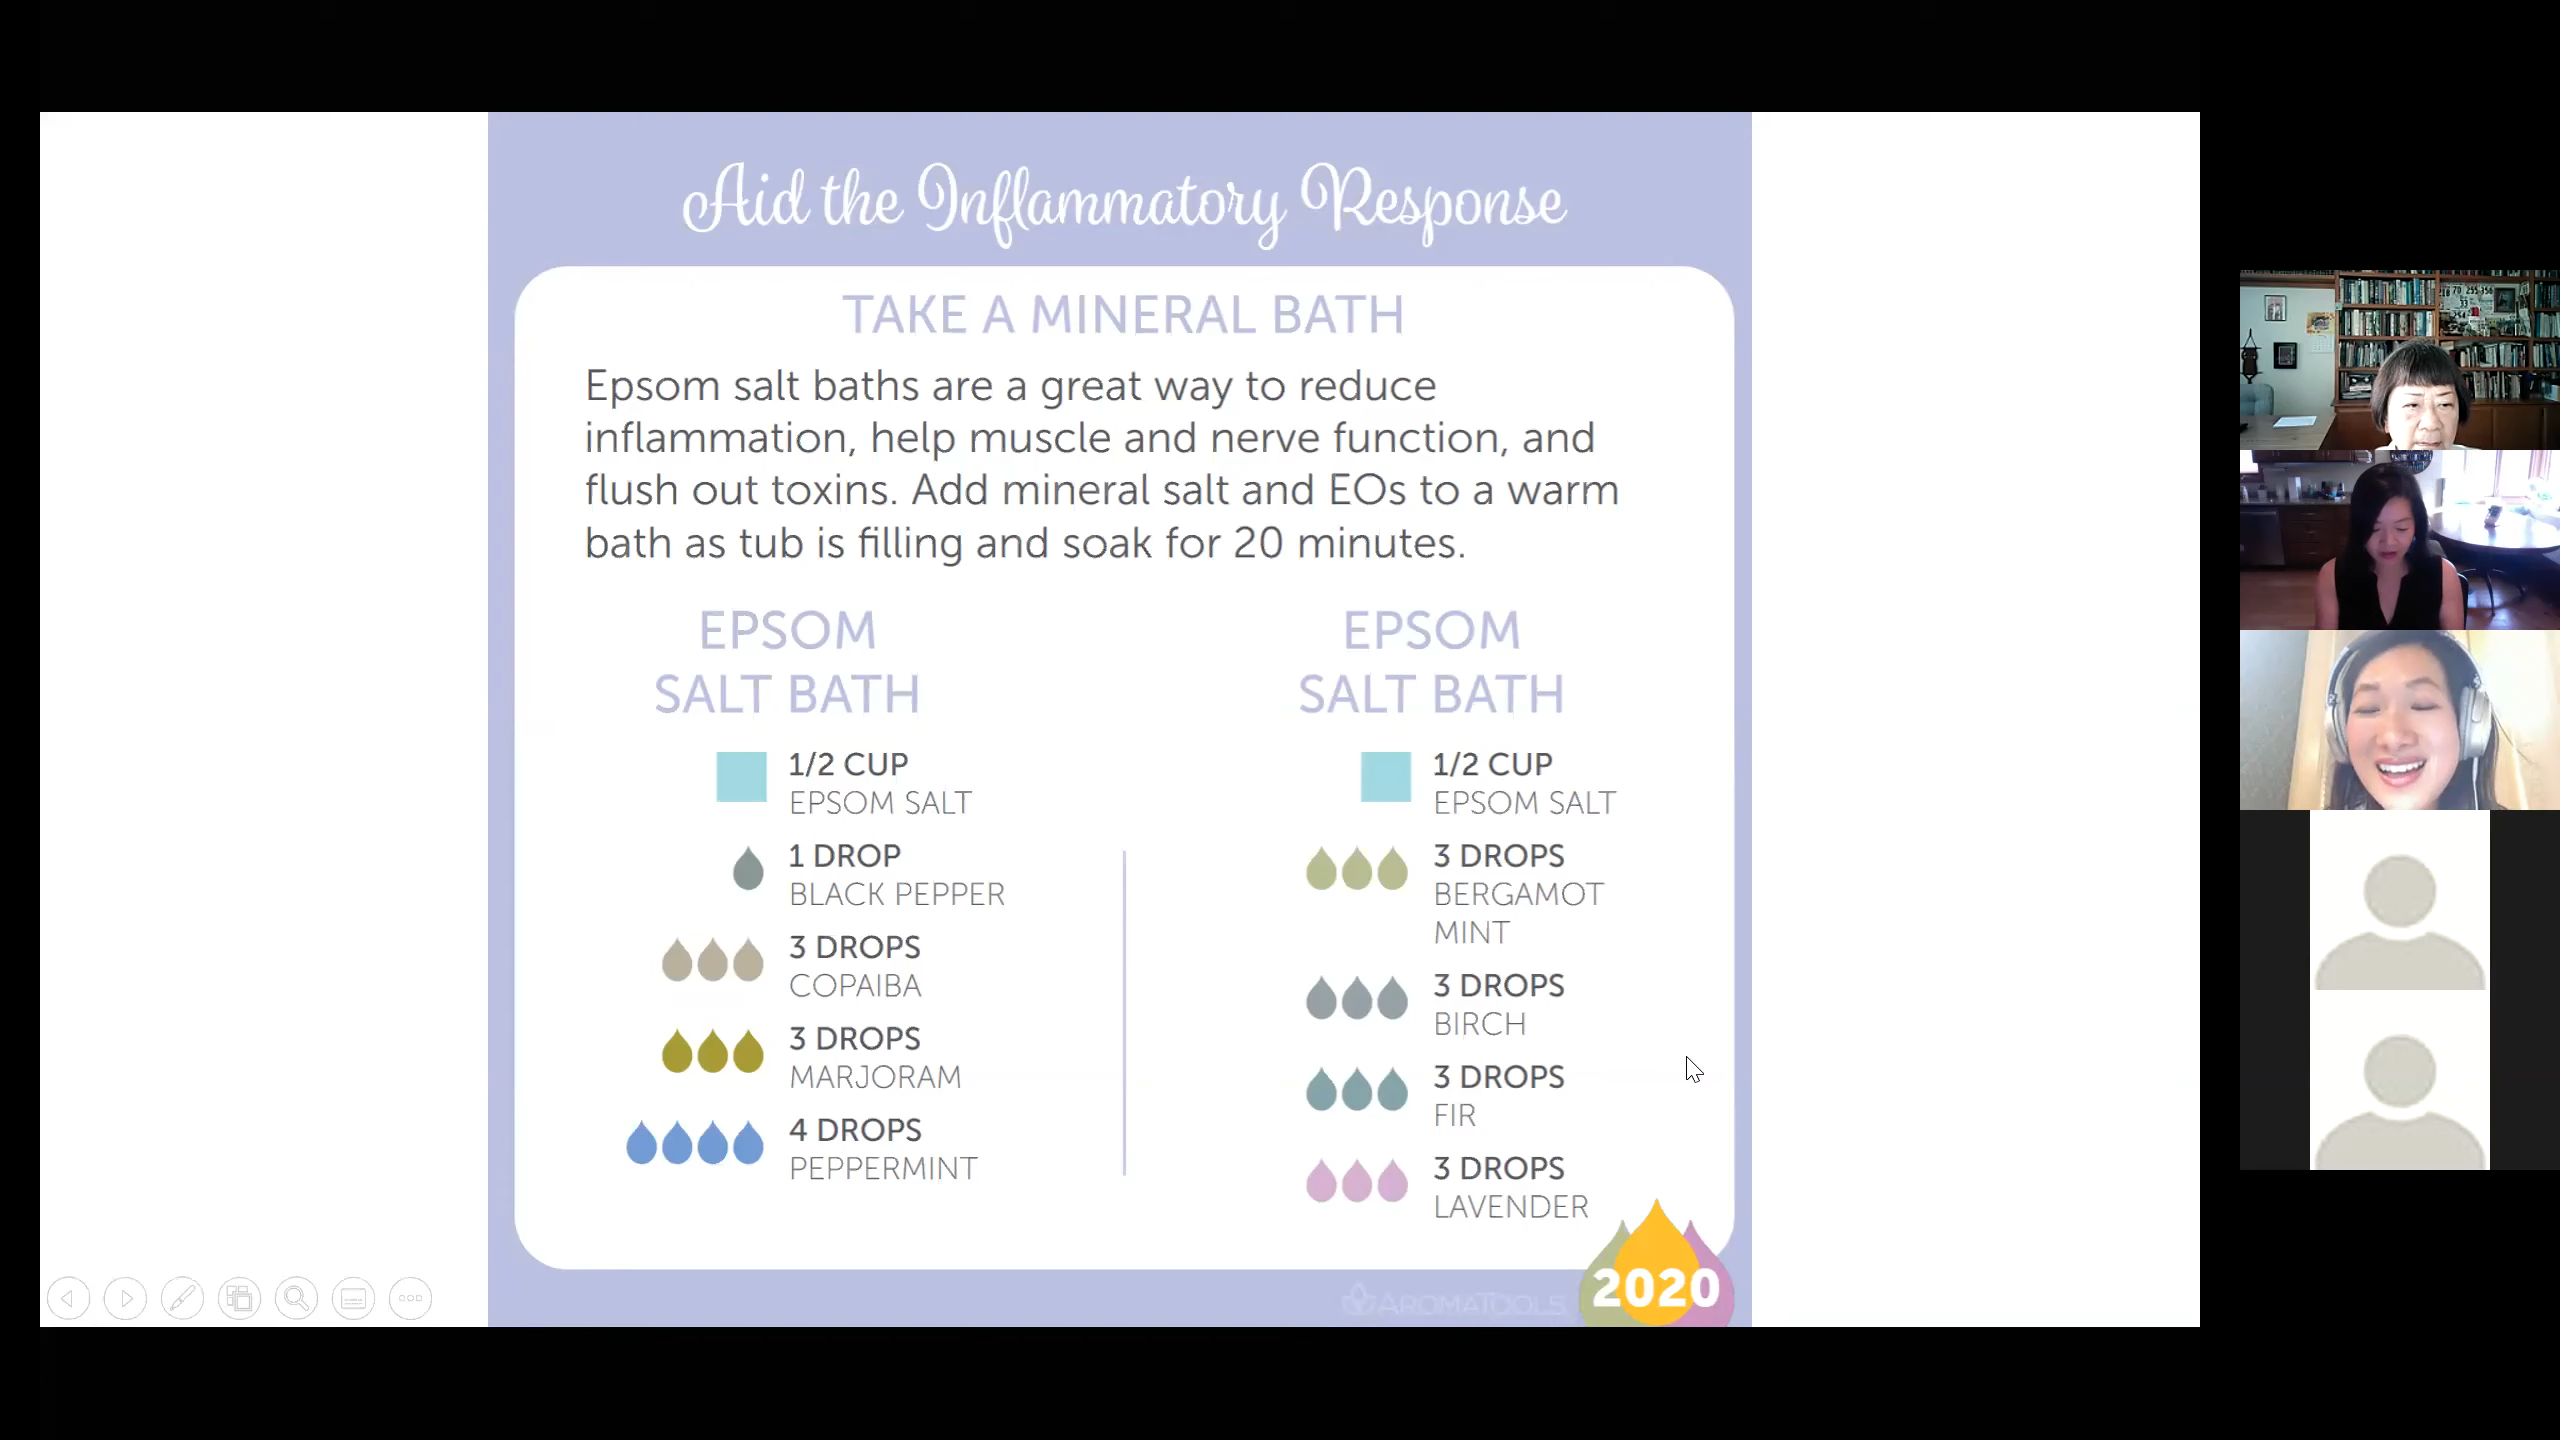 Aid the Inflammatory Response
TAKE A MINERAL BATH
Epsom salt baths are a great way to reduce
inflammation, help muscle and nerve function, and
flush out toxins. Add mineral salt and EOs to a warm
bath as tub is filling and soak for 20 minutes.
EPSOM
SALT BATH
1/2 CUP
EPSOM SALT
1 DROP
BLACK PEPPER
3 DROPS
COPAIBA
3 DROPS
MARJORAM
4 DROPS
PEPPERMINT
EPSOM
SALT BATH
1/2 CUP
EPSOM SALT
3 DROPS
BERGAMOT
MINT
3 DROPS
BIRCH
3 DROPS
FIR
3 DROPS
LAVENDER
AROMATOOLS
2020